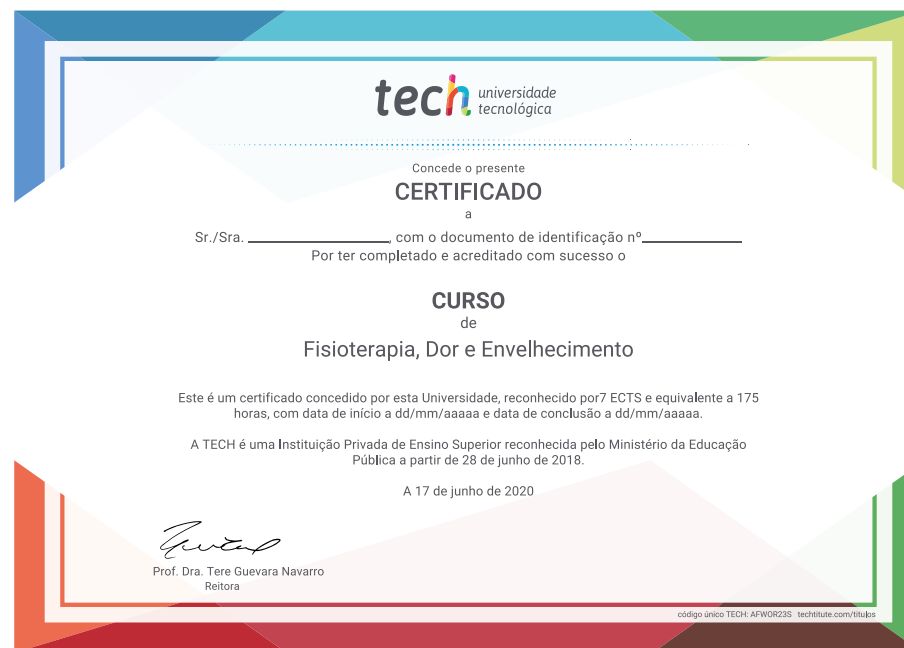 tech universidade
tecnológica
Concede o presente
CERTIFICADO
a
Sr./Sra. ________________, com o documento de identificação nº____________
Por ter completado e acreditado com sucesso o
CURSO
de
Fisioterapia, Dor e Envelhecimento
Este é um certificado concedido por esta Universidade, reconhecido por7 ECTS e equivalente a 175
horas, com data de início a dd/mm/aaaaa e data de conclusão a dd/mm/aaaaa.
A TECH é uma Instituição Privada de Ensino Superior reconhecida pelo Ministério da Educação
Pública a partir de 28 de junho de 2018.
A 17 de junho de 2020
Prof. Dra. Tere Guevara Navarro
Reitora
código único TECH: AFWOR23S techtitute.com/titulos